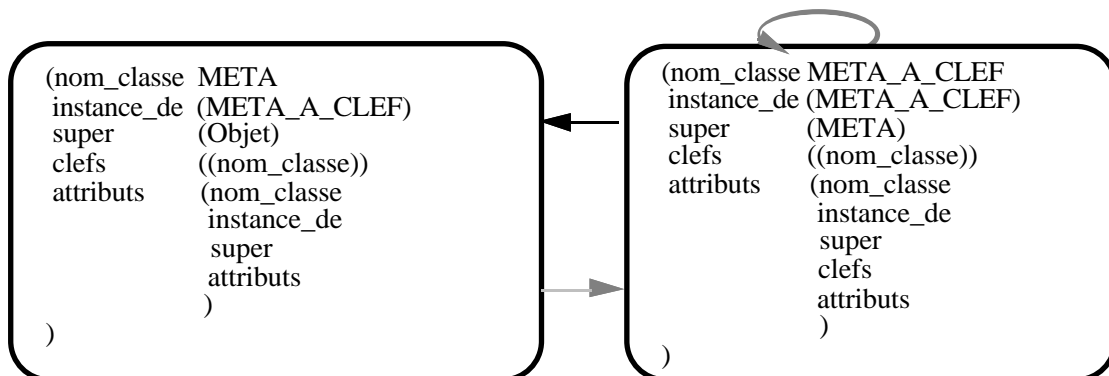 (nom_classe META
instance_de (META_A_CLEF)
super (Objet)
clefs ((nom_classe))
attributs (nom_classe
instance_de
super
attributs
)
)
(nom_classe META_A_CLEF
instance_de (META_A_CLEF)
super (META)
clefs ((nom_classe))
attributs (nom_classe
instance_de
super
clefs
attributs
)
)